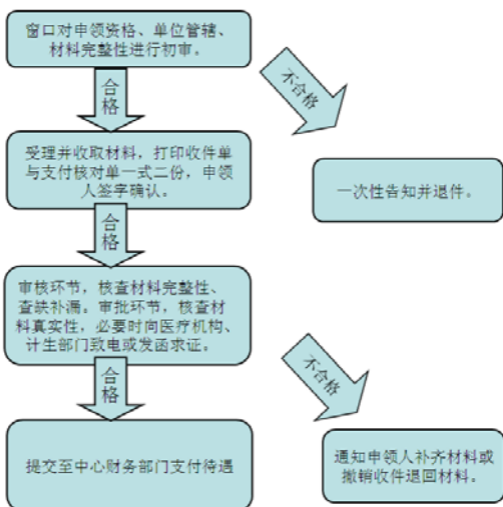 窗口对申领资格、单位管辖、
材料完整性进行初审。
合格
不合格
受理并收取材料，打印收件单
与支付核对单一式二份，申领
人签字确认。
一次性告知并退件。
合格
审核环节，核查材料完整性、
查缺补漏。审批环节，核查材
料真实性，必要时向医疗机构、
计生部门致电或发函求证。
合格
不合格
提交至中心财务部门支付待遇
通知申领人补齐材料或
撤销收件退回材料。